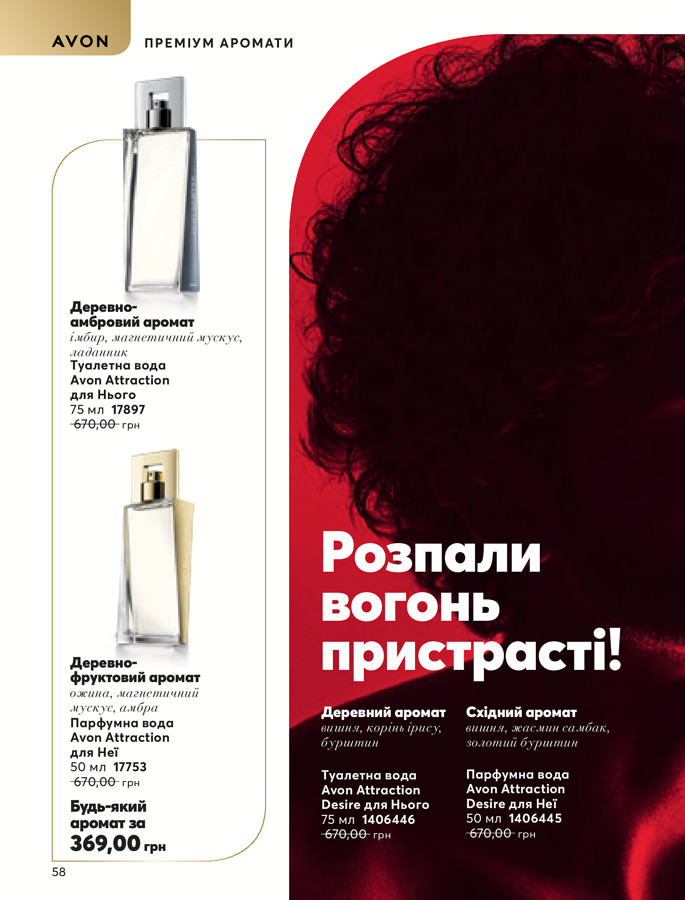 AVON
ПРЕМІУМ АРОМАТИ
Деревно-
амбровий аромат
імбир, магнетичний мускус,
ладанник
Туалетна вода
Avon Attraction
для Нього
75 мл 17897
670,00 грн
Деревно-
фруктовий аромат
ожина, магнетичний
мускус, амбра
Парфумна вода
Avon Attraction
для Неї
50 мл 17753
670,00 грн
Будь-який
аромат за
369,00 грн
58
Розпали
вогонь
пристрасті!
Деревний аромат
вишня, корінь ірису,
бурштин
Туалетна вода
Avon Attraction
Desire для Нього
75 мл 1406446
670,00 грн
Східний аромат
вишня, жасмин самбак,
золотий бурштин
Парфумна вода
Avon Attraction
Desire для Неї
50 мл 1406445
670,00 грн